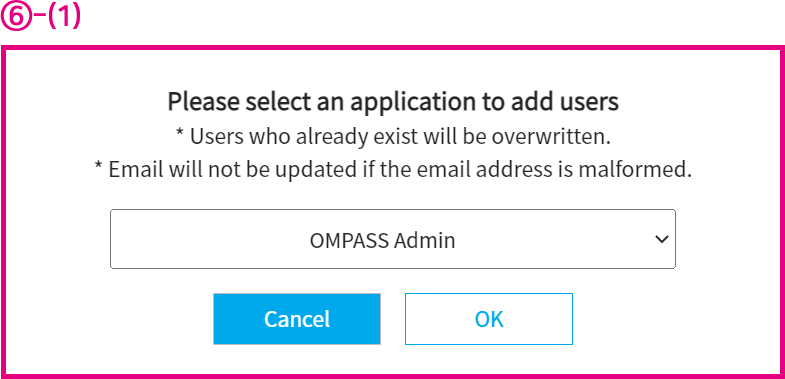 ⑥-(1)
Please select an application to add users
* Users who already exist will be overwritten.
* Email will not be updated if the email address is malformed.
OMPASS Admin
Cancel OK